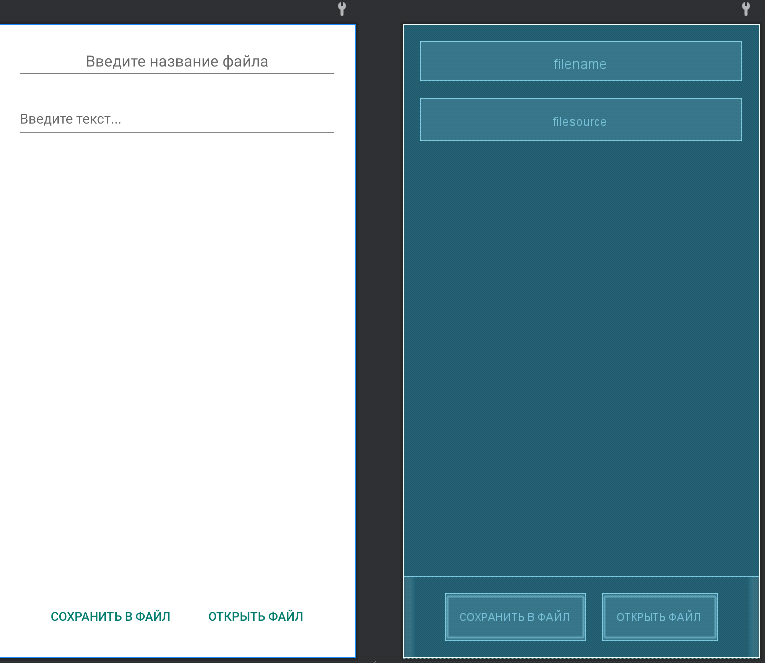 Введите название файла
filename
Введите текст...
filesource
СОХРАНИТЬ В ФАЙЛ ОТКРЫТЬ ФАЙЛ
СОХРАНИТЬ В ФАЙЛ ОТКРЫТЬ ФАЙЛ